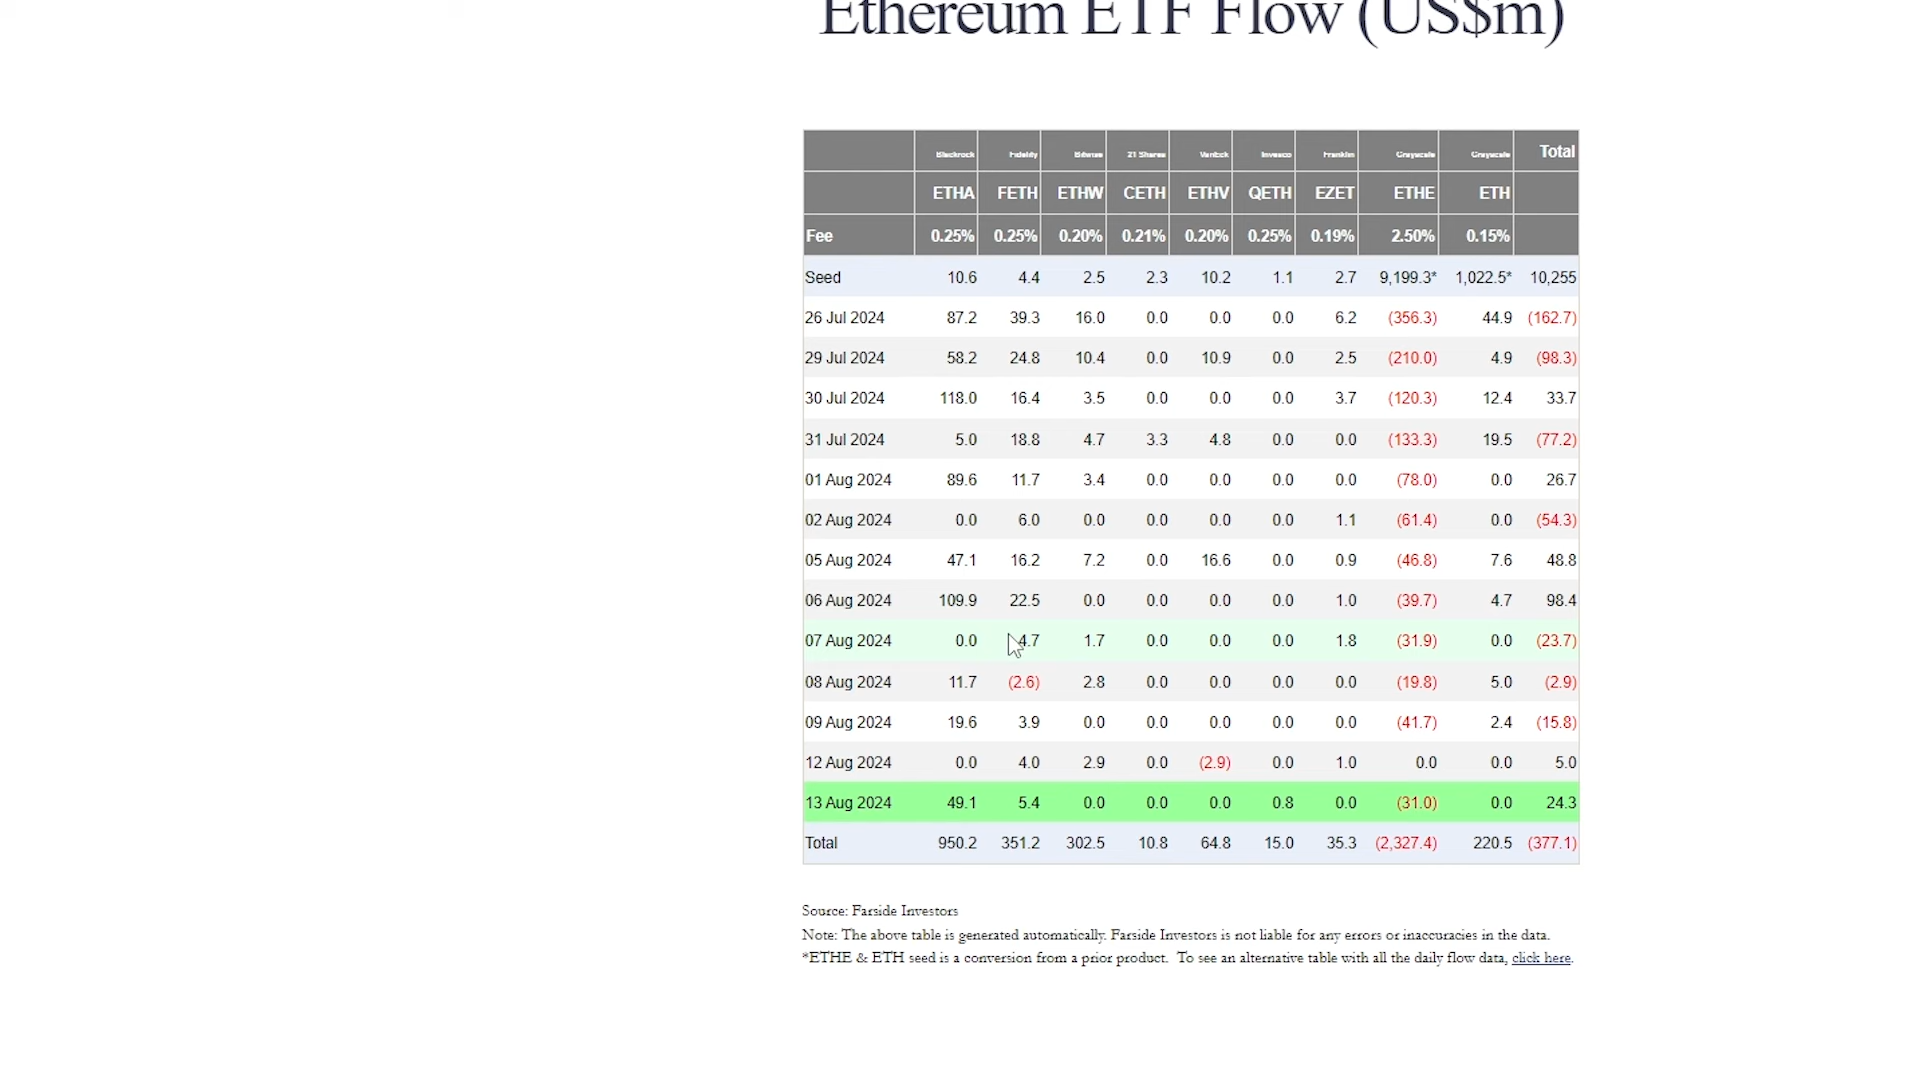 Ethereum ETF Flow (US$m)
Blackrock Fidelity Bitwise 21 Shares VanEck Invesco Franklin Grayscale Grayscale Total
ETHA FETH ETHW CETH ETHV QETH EZET ETHE ETH
Fee 0.25% 0.25% 0.20% 0.21% 0.20% 0.25% 0.19% 2.50% 0.15%
Seed 10.6 4.4 2.5 2.3 10.2 1.1 2.7 9,199.3* 1,022.5* 10,255
26 Jul 2024 87.2 39.3 16.0 0.0 0.0 0.0 6.2 (356.3) 44.9 (162.7)
29 Jul 2024 58.2 24.8 10.4 0.0 10.9 0.0 2.5 (210.0) 4.9 (98.3)
30 Jul 2024 118.0 16.4 3.5 0.0 0.0 0.0 3.7 (120.3) 12.4 33.7
31 Jul 2024 5.0 18.8 4.7 3.3 4.8 0.0 0.0 (133.3) 19.5 (77.2)
01 Aug 2024 89.6 11.7 3.4 0.0 0.0 0.0 0.0 (78.0) 0.0 26.7
02 Aug 2024 0.0 6.0 0.0 0.0 0.0 0.0 1.1 (61.4) 0.0 (54.3)
05 Aug 2024 47.1 16.2 7.2 0.0 16.6 0.0 0.9 (46.8) 7.6 48.8
06 Aug 2024 109.9 22.5 0.0 0.0 0.0 0.0 1.0 (39.7) 4.7 98.4
07 Aug 2024 0.0 4.7 1.7 0.0 0.0 0.0 1.8 (31.9) 0.0 (23.7)
08 Aug 2024 11.7 (2.6) 2.8 0.0 0.0 0.0 0.0 (19.8) 5.0 (2.9)
09 Aug 2024 19.6 3.9 0.0 0.0 0.0 0.0 0.0 (41.7) 2.4 (15.8)
12 Aug 2024 0.0 4.0 2.9 0.0 (2.9) 0.0 1.0 0.0 0.0 5.0
13 Aug 2024 49.1 5.4 0.0 0.0 0.0 0.8 0.0 (31.0) 0.0 24.3
Total 950.2 351.2 302.5 10.8 64.8 15.0 35.3 (2,327.4) 220.5 (377.1)
Source: Farside Investors
Note: The above table is generated automatically. Farside Investors is not liable for any errors or inaccuracies in the data.
*ETHE & ETH seed is a conversion from a prior product. To see an alternative table with all the daily flow data, click here.